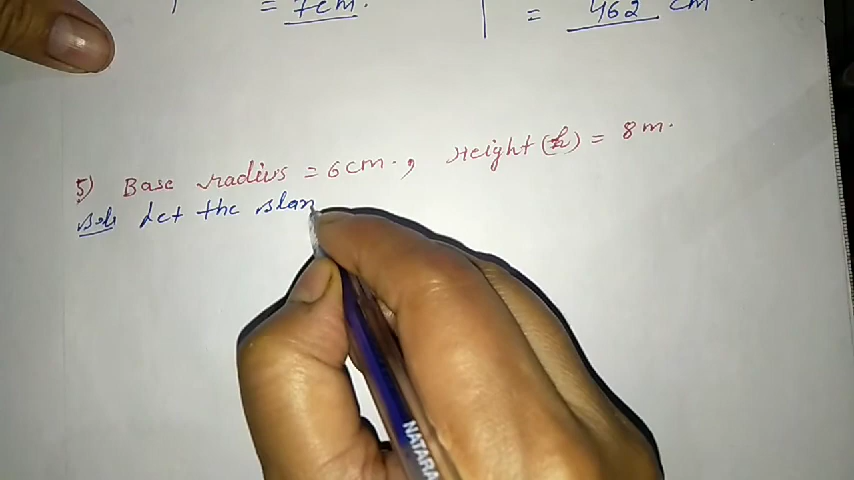 = 7cm.
= 462 cm
5) Base radius = 6cm., Height (h) = 8m.
Sol: Let the slan
NATARA